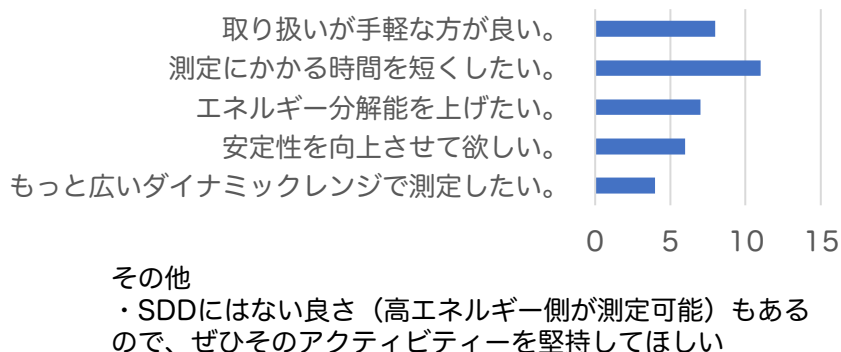 取り扱いが手軽な方が良い。
測定にかかる時間を短くしたい。
エネルギー分解能を上げたい。
安定性を向上させて欲しい。
もっと広いダイナミックレンジで測定したい。
0 5 10 15
その他
・SDDにはない良さ（高エネルギー側が測定可能）もある
ので、ぜひそのアクティビティーを堅持してほしい